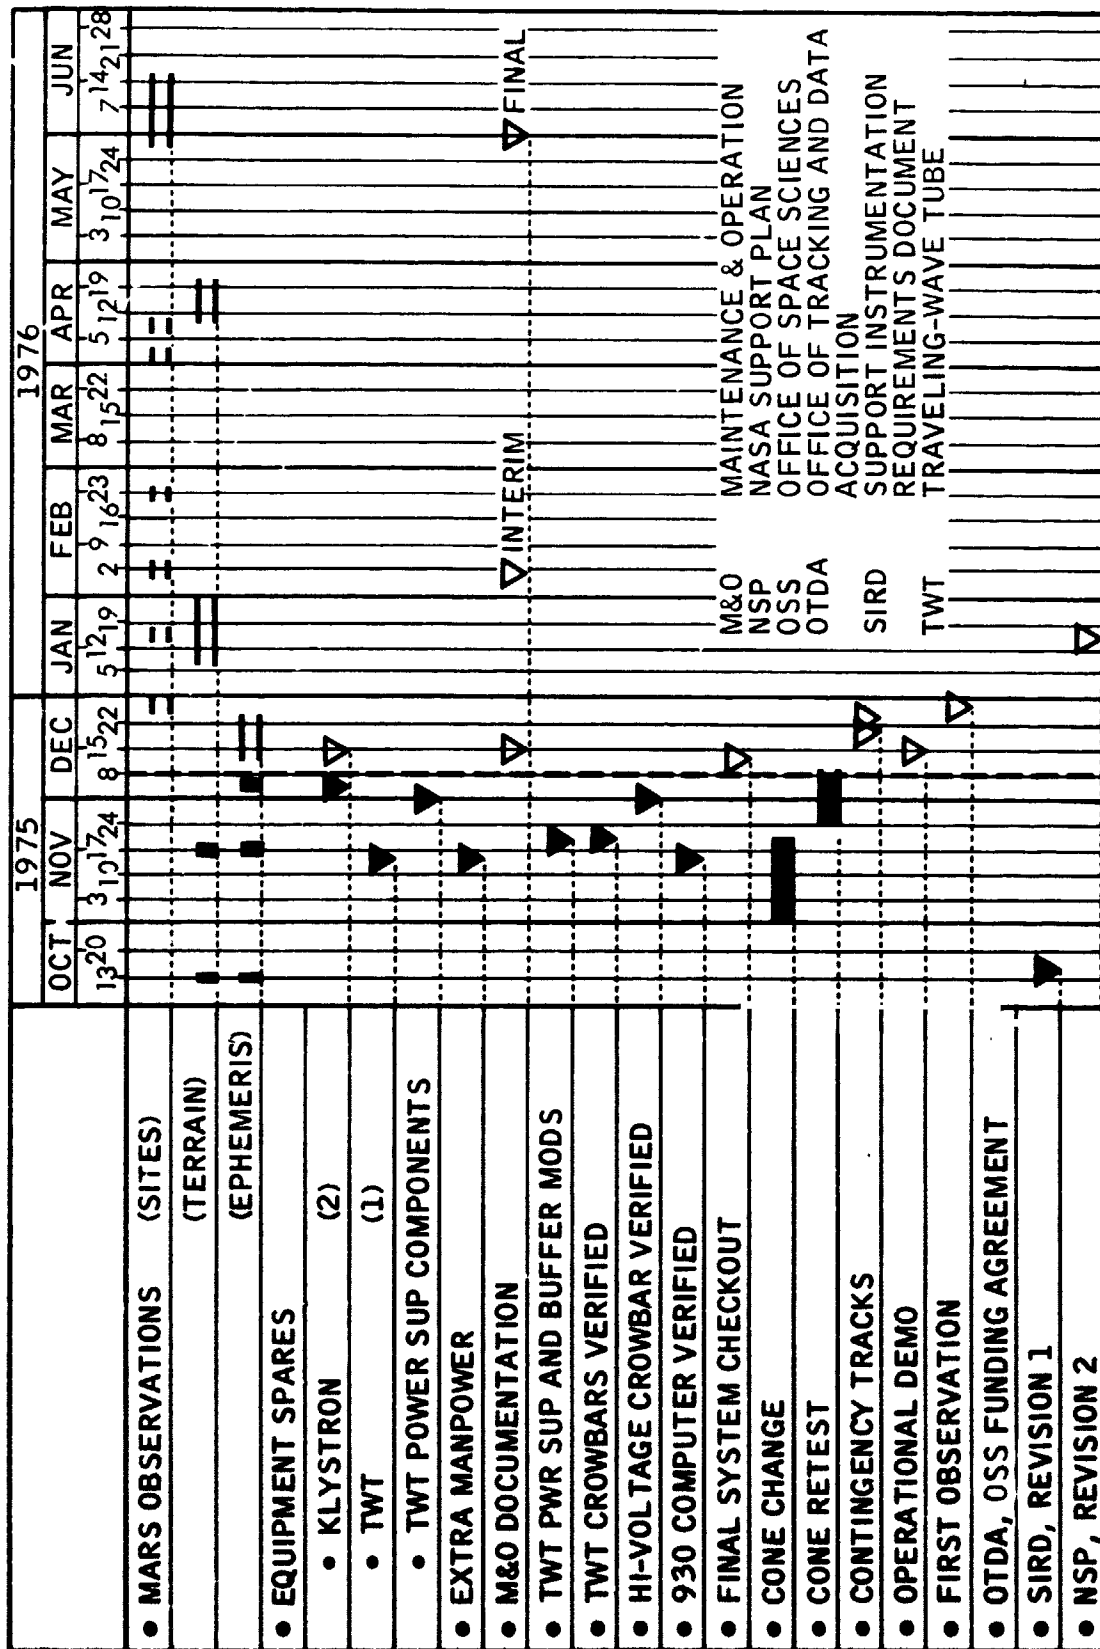 1975 1976
OCT NOV DEC JAN FEB MAR APR MAY JUN
13 20 3 10 17 24 8 15 22 5 12 19 2 9 16 23 8 15 22 5 12 19 3 10 17 24 7 14 21 28
• MARS OBSERVATIONS (SITES)
(TERRAIN)
(EPHEMERIS)
• EQUIPMENT SPARES
• KLYSTRON (2)
• TWT (1)
• TWT POWER SUP COMPONENTS
• EXTRA MANPOWER
• M&O DOCUMENTATION INTERIM FINAL
• TWT PWR SUP AND BUFFER MODS
• TWT CROWBARS VERIFIED
• HI-VOLTAGE CROWBAR VERIFIED
• 930 COMPUTER VERIFIED
• FINAL SYSTEM CHECKOUT
• CONE CHANGE
• CONE RETEST
• CONTINGENCY TRACKS
• OPERATIONAL DEMO
• FIRST OBSERVATION
• OTDA, OSS FUNDING AGREEMENT
• SIRD, REVISION 1
• NSP, REVISION 2
M&O MAINTENANCE & OPERATION
NSP NASA SUPPORT PLAN
OSS OFFICE OF SPACE SCIENCES
OTDA OFFICE OF TRACKING AND DATA
ACQUISITION
SIRD SUPPORT INSTRUMENTATION
REQUIREMENTS DOCUMENT
TWT TRAVELING-WAVE TUBE